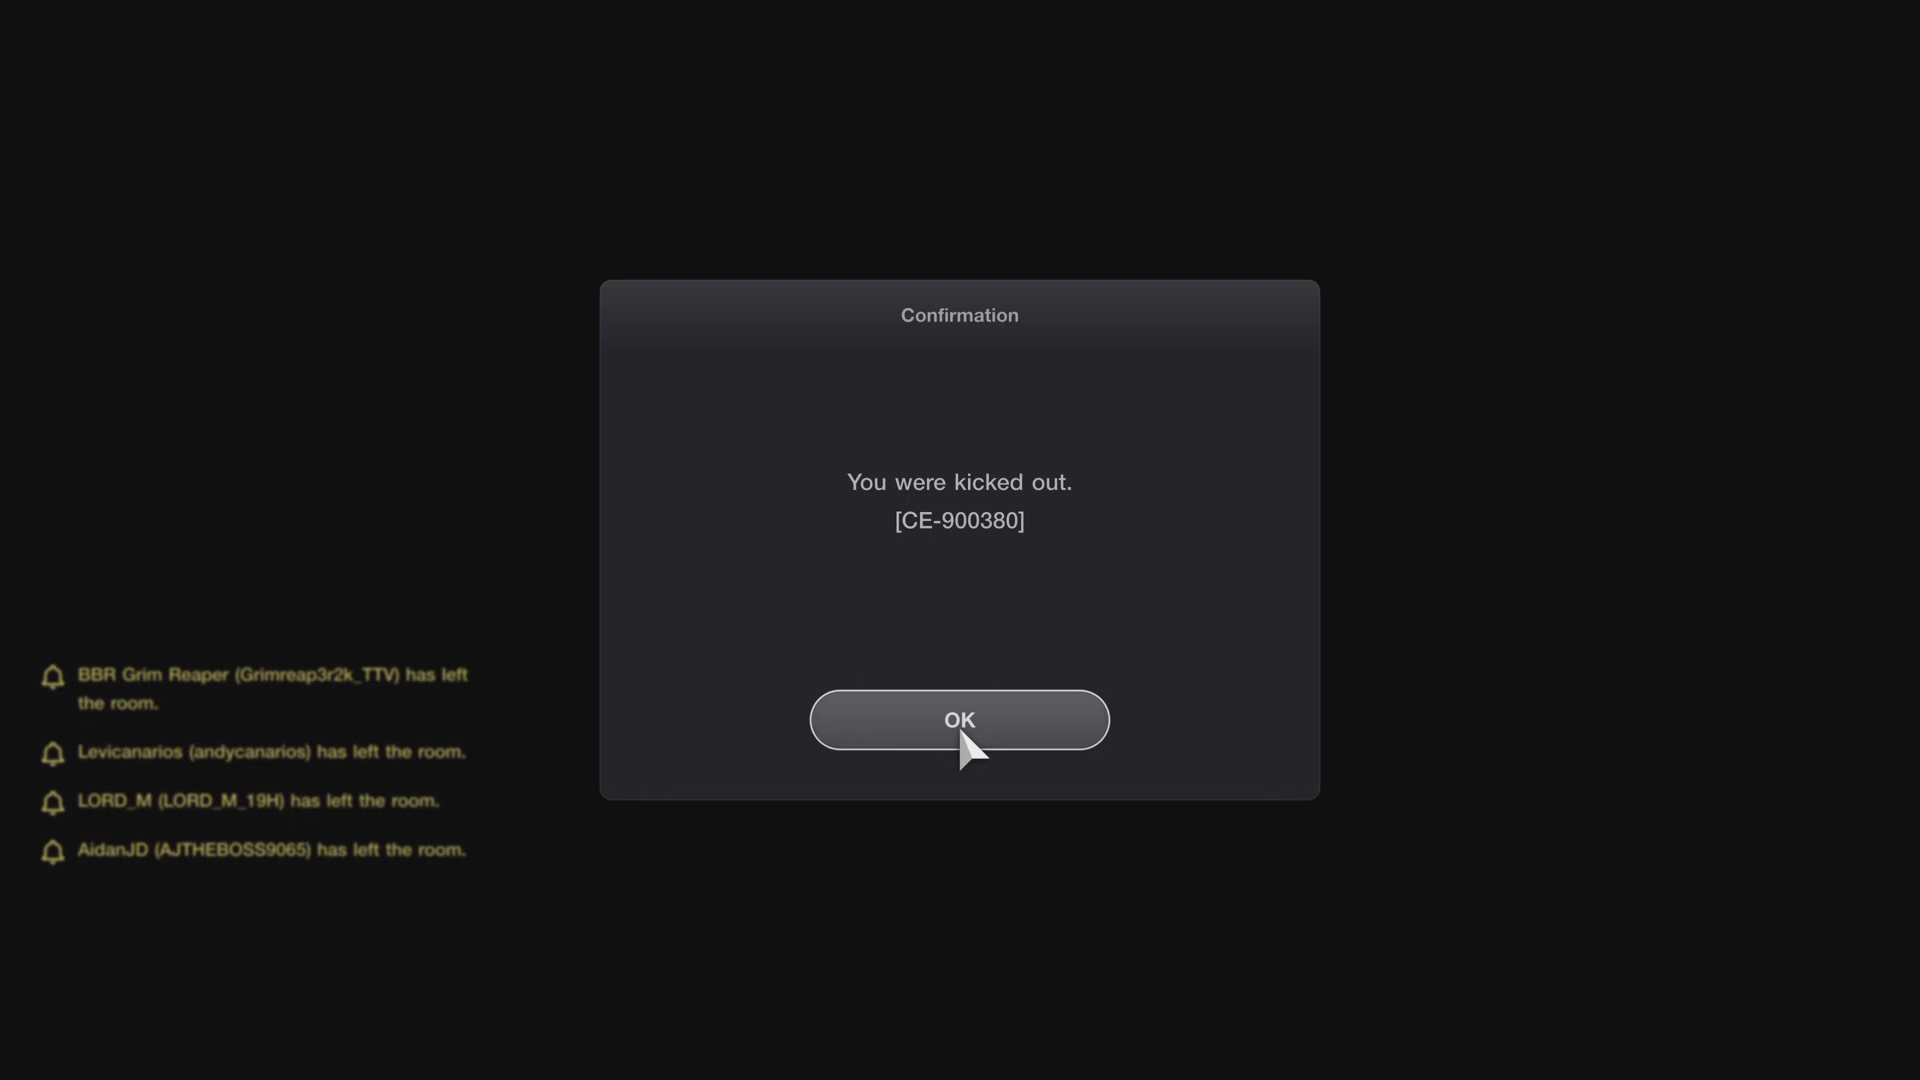 Confirmation
You were kicked out.
[CE-900380]
OK
BBR Grim Reaper (Grimreap3r2k_TTV) has left
the room.
Levicanarios (andycanarios) has left the room.
LORD_M (LORD_M_19H) has left the room.
AidanJD (AJTHEBOSS9065) has left the room.